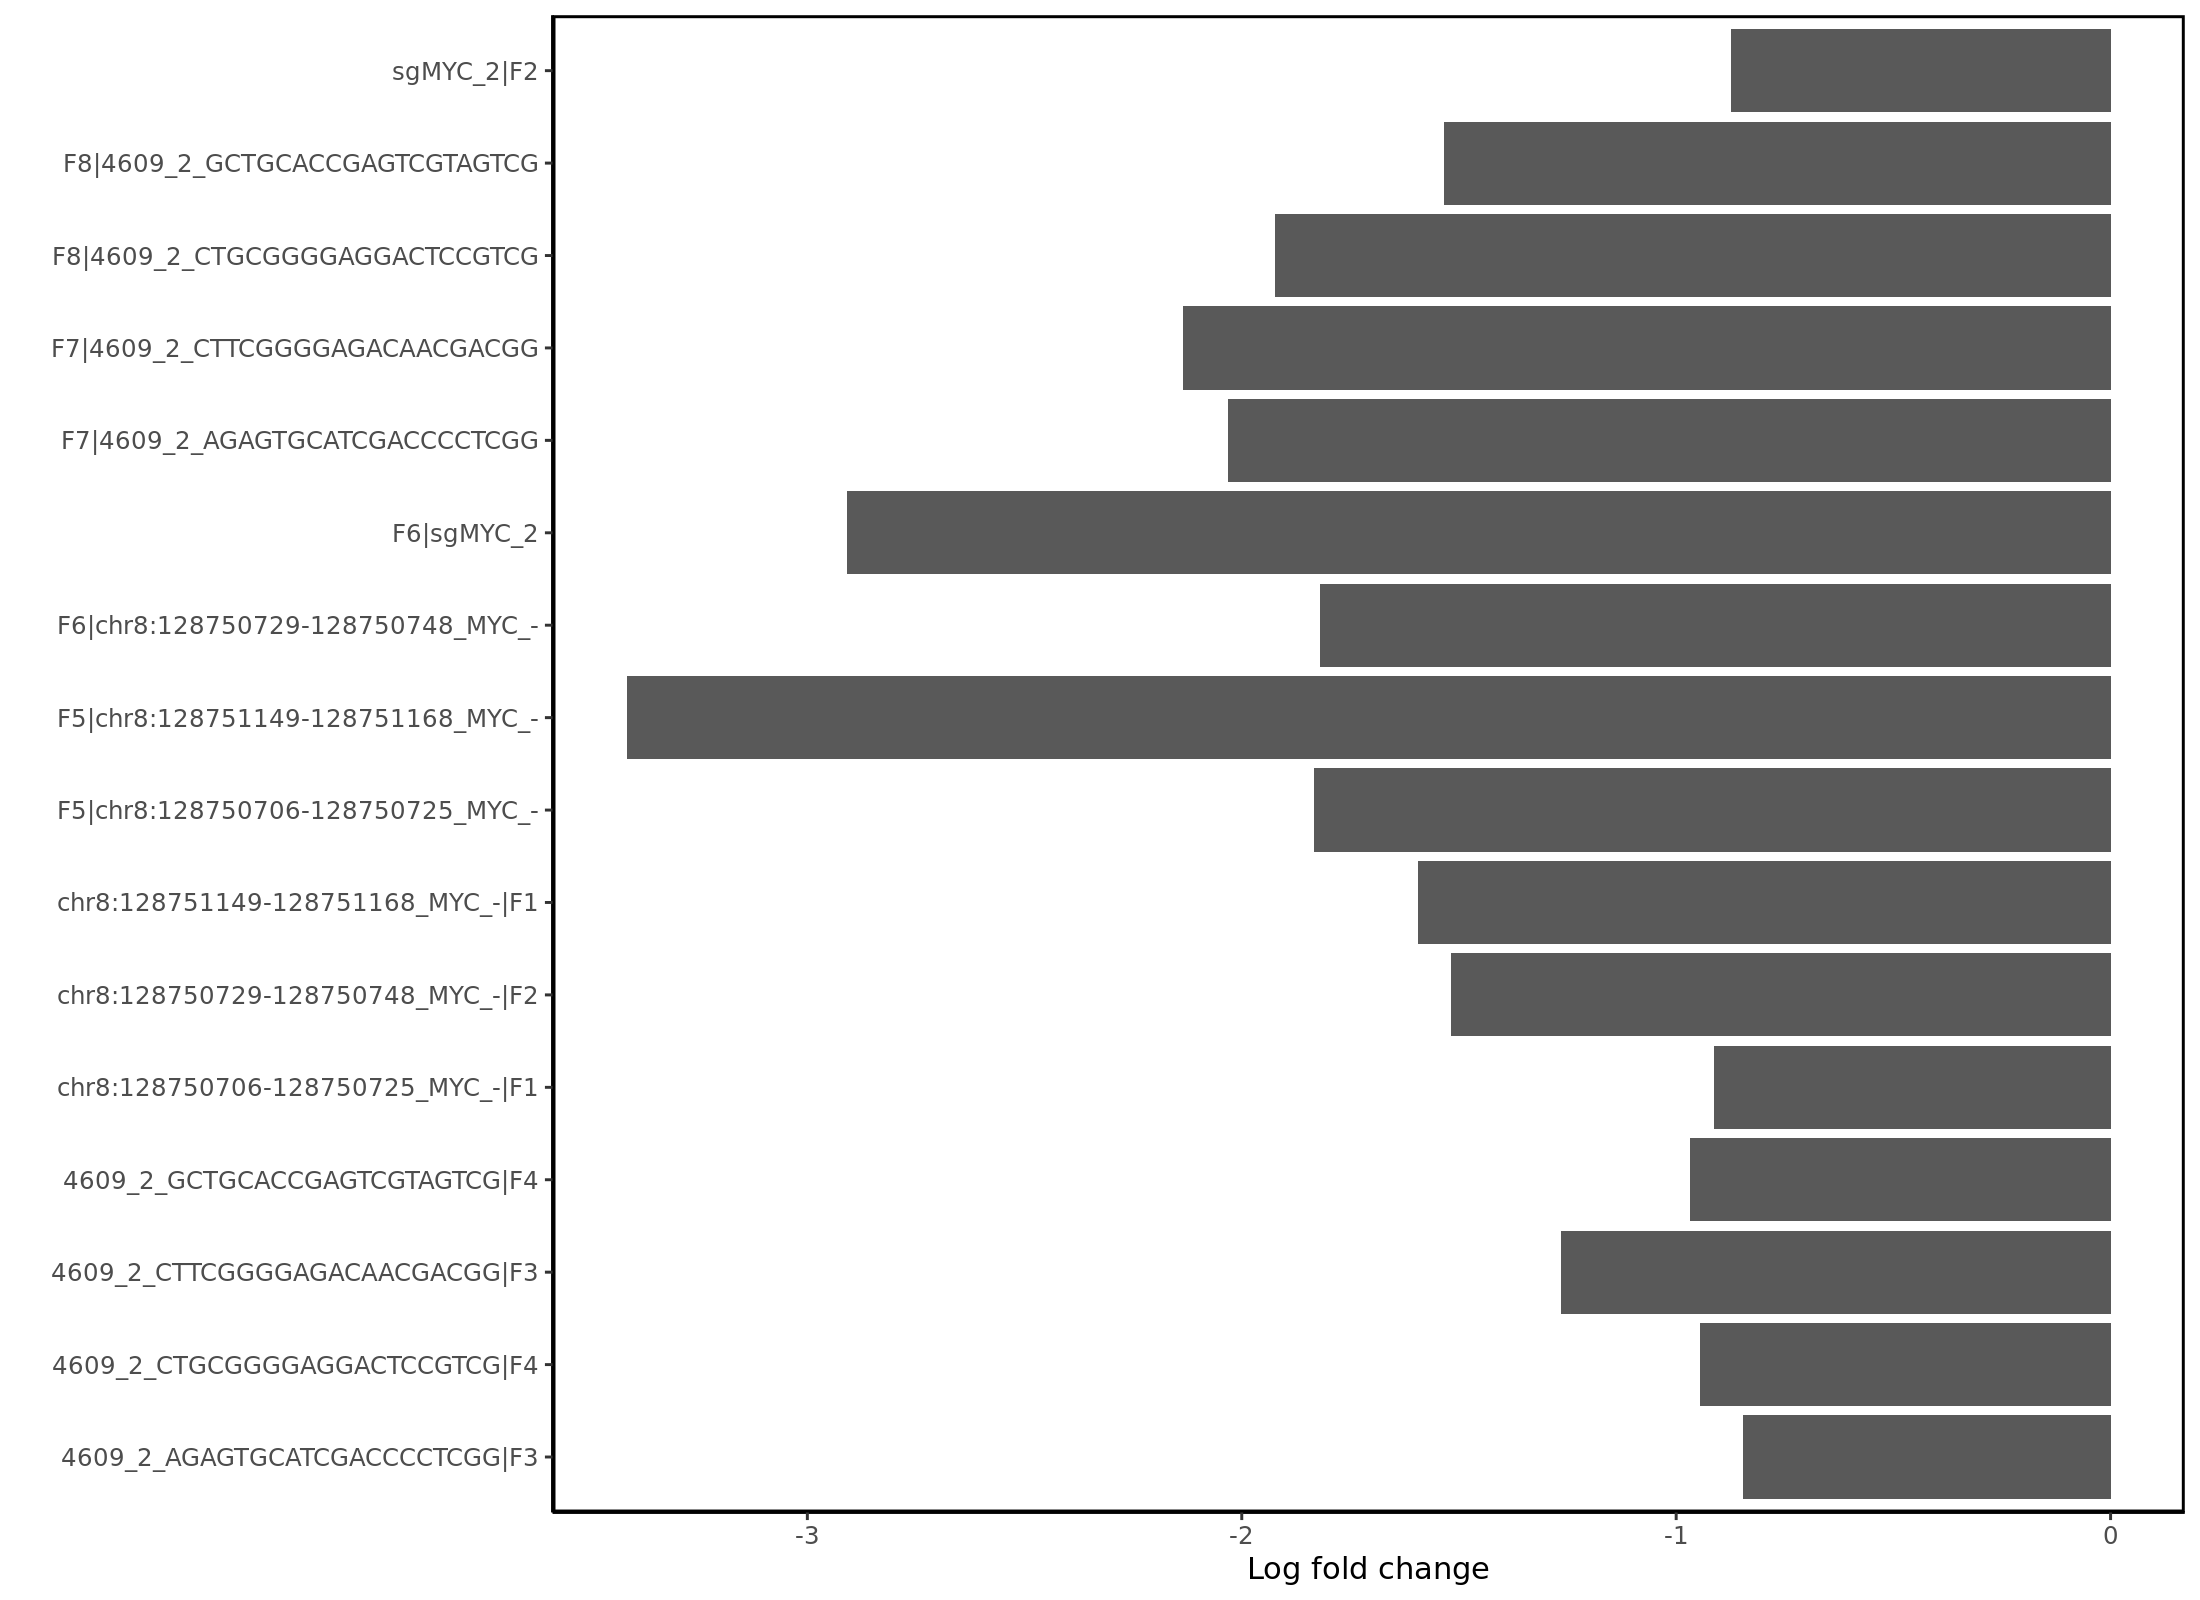 sgMYC_2|F2
F8|4609_2_GCTGCACCGAGTCGTAGTCG
F8|4609_2_CTGCGGGGAGGACTCCGTCG
F7|4609_2_CTTCGGGGAGACAACGACGG
F7|4609_2_AGAGTGCATCGACCCCTCGG
F6|sgMYC_2
F6|chr8:128750729-128750748_MYC_-
F5|chr8:128751149-128751168_MYC_-
F5|chr8:128750706-128750725_MYC_-
chr8:128751149-128751168_MYC_-|F1
chr8:128750729-128750748_MYC_-|F2
chr8:128750706-128750725_MYC_-|F1
4609_2_GCTGCACCGAGTCGTAGTCG|F4
4609_2_CTTCGGGGAGACAACGACGG|F3
4609_2_CTGCGGGGAGGACTCCGTCG|F4
4609_2_AGAGTGCATCGACCCCTCGG|F3
-3 -2 -1 0
Log fold change